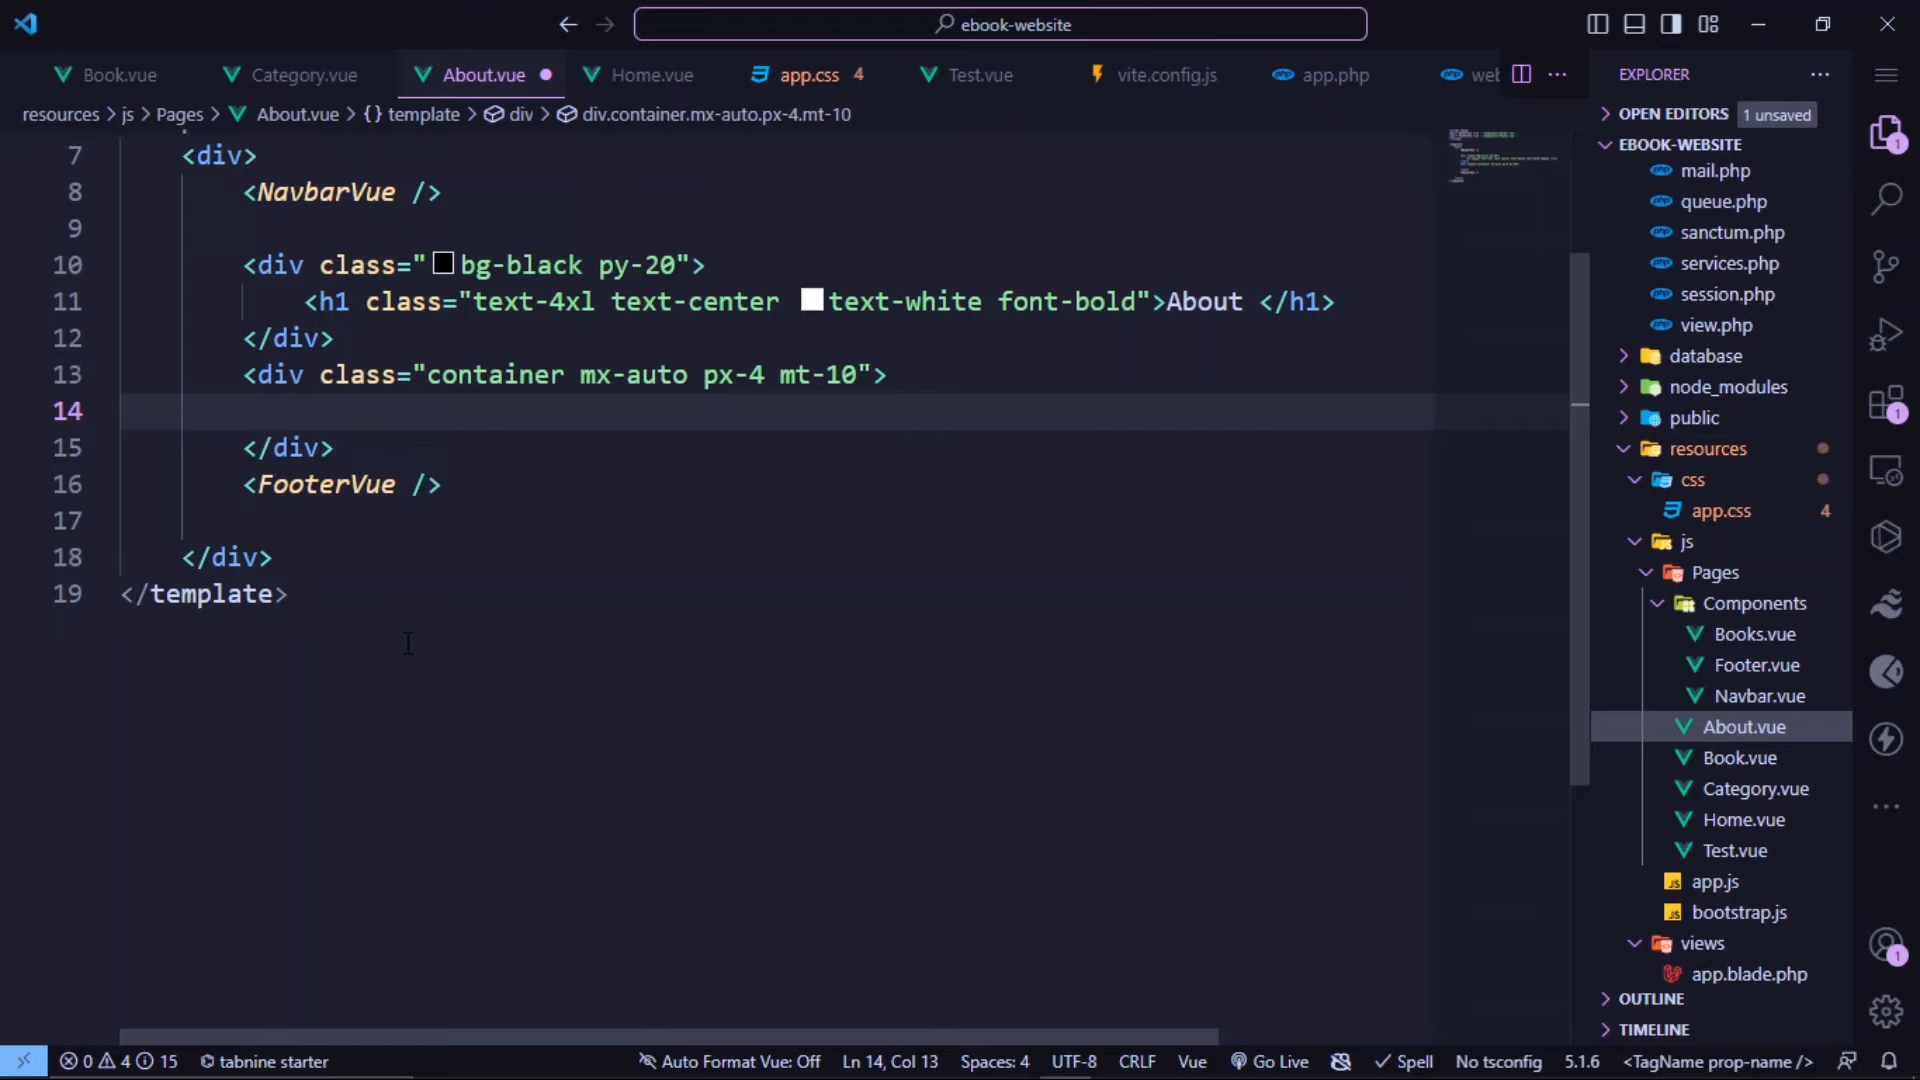 ebook-website
Book.vue
Category.vue
About.vue
Home.vue
app.css 4
Test.vue
vite.config.js
app.php
web
EXPLORER
resources > js > Pages > About.vue > {} template > div > div.container.mx-auto.px-4.mt-10
7 <div>
8 <NavbarVue />
9
10 <div class="bg-black py-20">
11 <h1 class="text-4xl text-center text-white font-bold">About </h1>
12 </div>
13 <div class="container mx-auto px-4 mt-10">
14
15 </div>
16 <FooterVue />
17
18 </div>
19 </template>
OPEN EDITORS 1 unsaved
EBOOK-WEBSITE
mail.php
queue.php
sanctum.php
services.php
session.php
view.php
database
node_modules
public
resources
css
app.css 4
js
Pages
Components
Books.vue
Footer.vue
Navbar.vue
About.vue
Book.vue
Category.vue
Home.vue
Test.vue
app.js
bootstrap.js
views
app.blade.php
OUTLINE
TIMELINE
1
1
1
0 4 15 tabnine starter Auto Format Vue: Off Ln 14, Col 13 Spaces: 4 UTF-8 CRLF Vue Go Live Spell No tsconfig 5.1.6 <TagName prop-name />